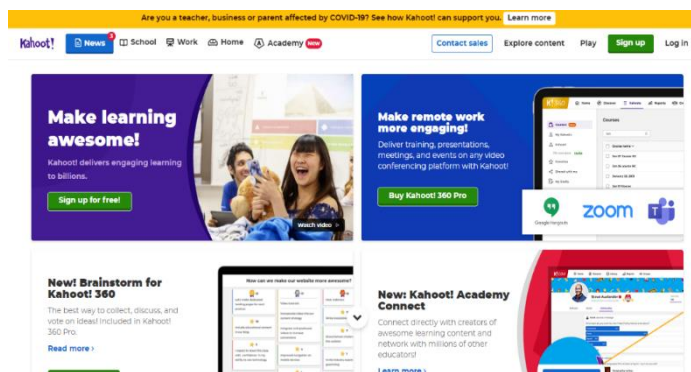 Are you a teacher, business or parent affected by COVID-19? See how Kahoot! can support you. Learn more
Kahoot! News 3 School Work Home Academy New Contact sales Explore content Play Sign up Log in
Make learning
awesome!
Kahoot! delivers engaging learning
to billions.
Sign up for free!
Watch video >
Make remote work
more engaging!
Deliver training, presentations,
meetings, and events on any video
conferencing platform with Kahoot!
Buy Kahoot! 360 Pro
Courses
Google Hangouts
zoom
New! Brainstorm for
Kahoot! 360
The best way to collect, discuss, and
vote on ideas! Included in Kahoot!
360 Pro.
Read more >
How can we make our website more awesome?
New: Kahoot! Academy
Connect
Connect directly with creators of
awesome learning content and
network with millions of other
educators!
Learn more >